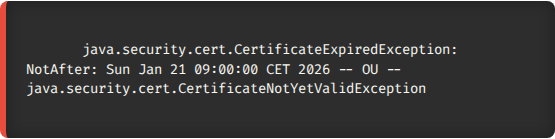 java.security.cert.CertificateExpiredException:
NotAfter: Sun Jan 21 09:00:00 CET 2026 -- OU --
java.security.cert.CertificateNotYetValidException